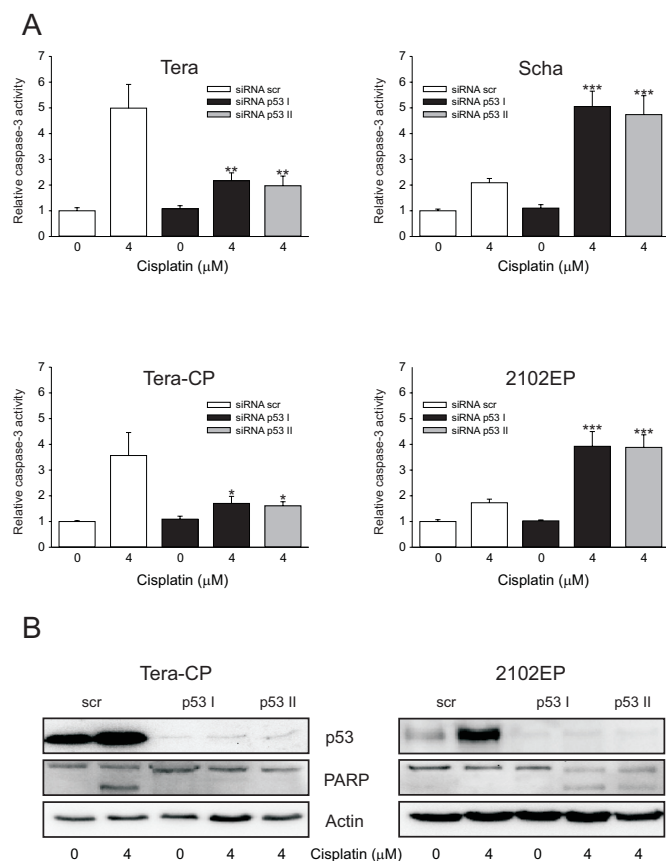 A
Tera
Relative caspase-3 activity
7
6
5
4
3
2
1
0
siRNA scr
siRNA p53 I
siRNA p53 II
** **
0 4 0 4 4
Cisplatin (μM)
Scha
Relative caspase-3 activity
7
6
5
4
3
2
1
0
siRNA scr
siRNA p53 I
siRNA p53 II
*** ***
0 4 0 4 4
Cisplatin (μM)
Tera-CP
Relative caspase-3 activity
7
6
5
4
3
2
1
0
siRNA scr
siRNA p53 I
siRNA p53 II
* *
0 4 0 4 4
Cisplatin (μM)
2102EP
Relative caspase-3 activity
7
6
5
4
3
2
1
0
siRNA scr
siRNA p53 I
siRNA p53 II
*** ***
0 4 0 4 4
Cisplatin (μM)
B
Tera-CP 2102EP
scr p53 I p53 II scr p53 I p53 II
p53
PARP
Actin
0 4 0 4 4 Cisplatin (μM) 0 4 0 4 4